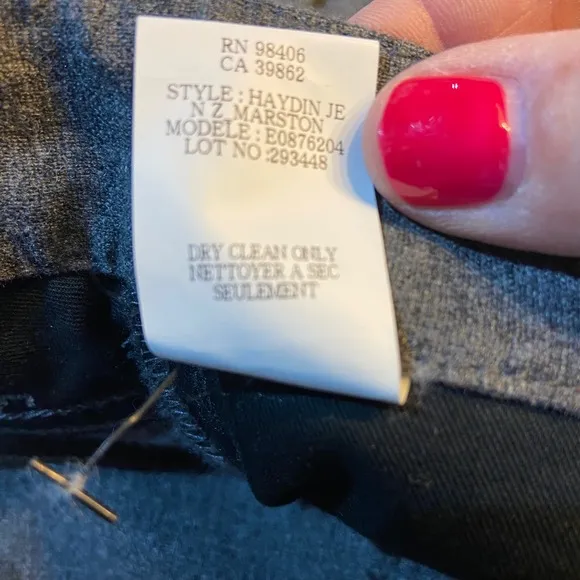 RN 98406
CA 39862
STYLE : HAYDIN JE
N Z MARSTON
MODELE : E0876204
LOT NO :293448
DRY CLEAN ONLY
NETTOYER A SEC
SEULEMENT